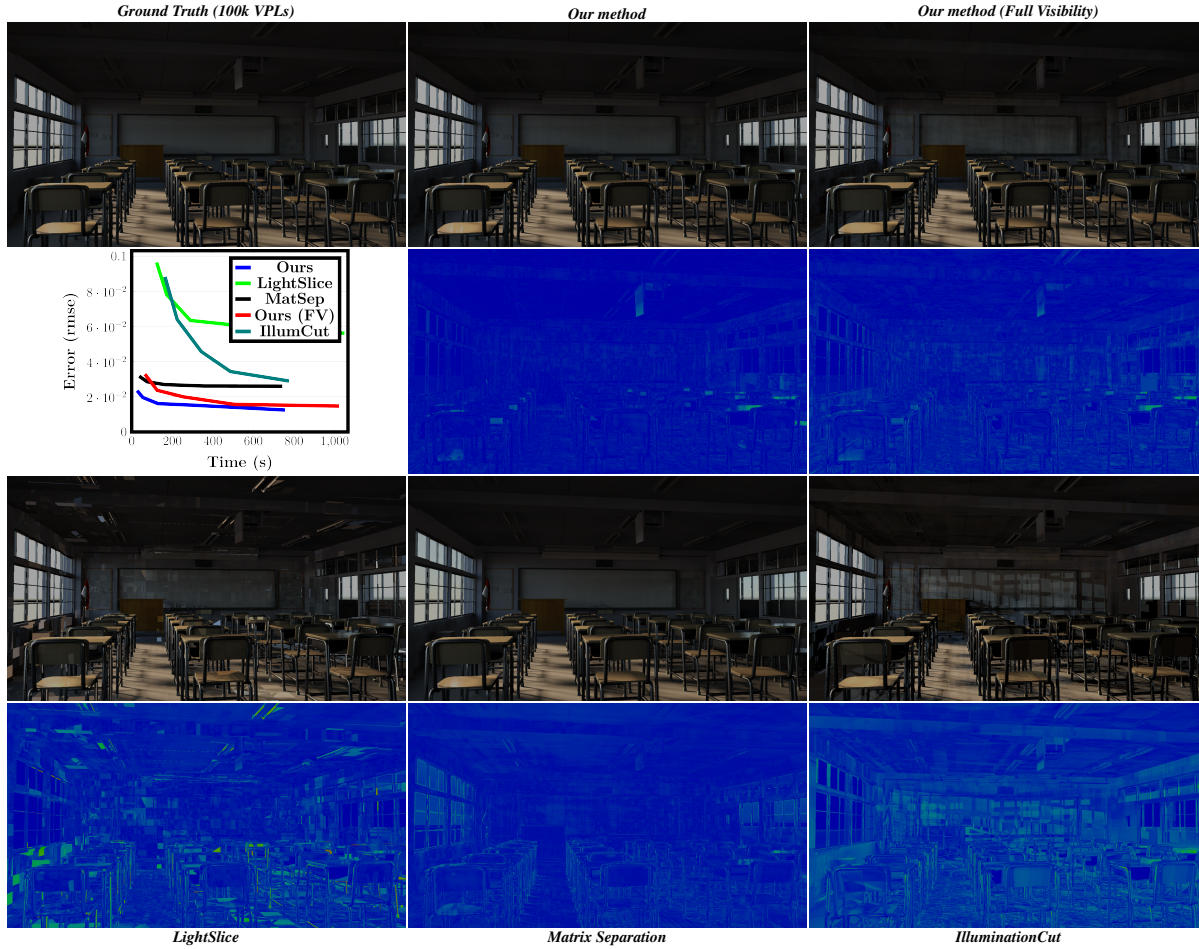 Ground Truth (100k VPLs)
Our method
Our method (Full Visibility)
0.1
8 · 10⁻²
6 · 10⁻²
4 · 10⁻²
2 · 10⁻²
0
Error (rmse)
Ours
LightSlice
MatSep
Ours (FV)
IllumCut
0 200 400 600 800 1,000
Time (s)
LightSlice
Matrix Separation
IlluminationCut